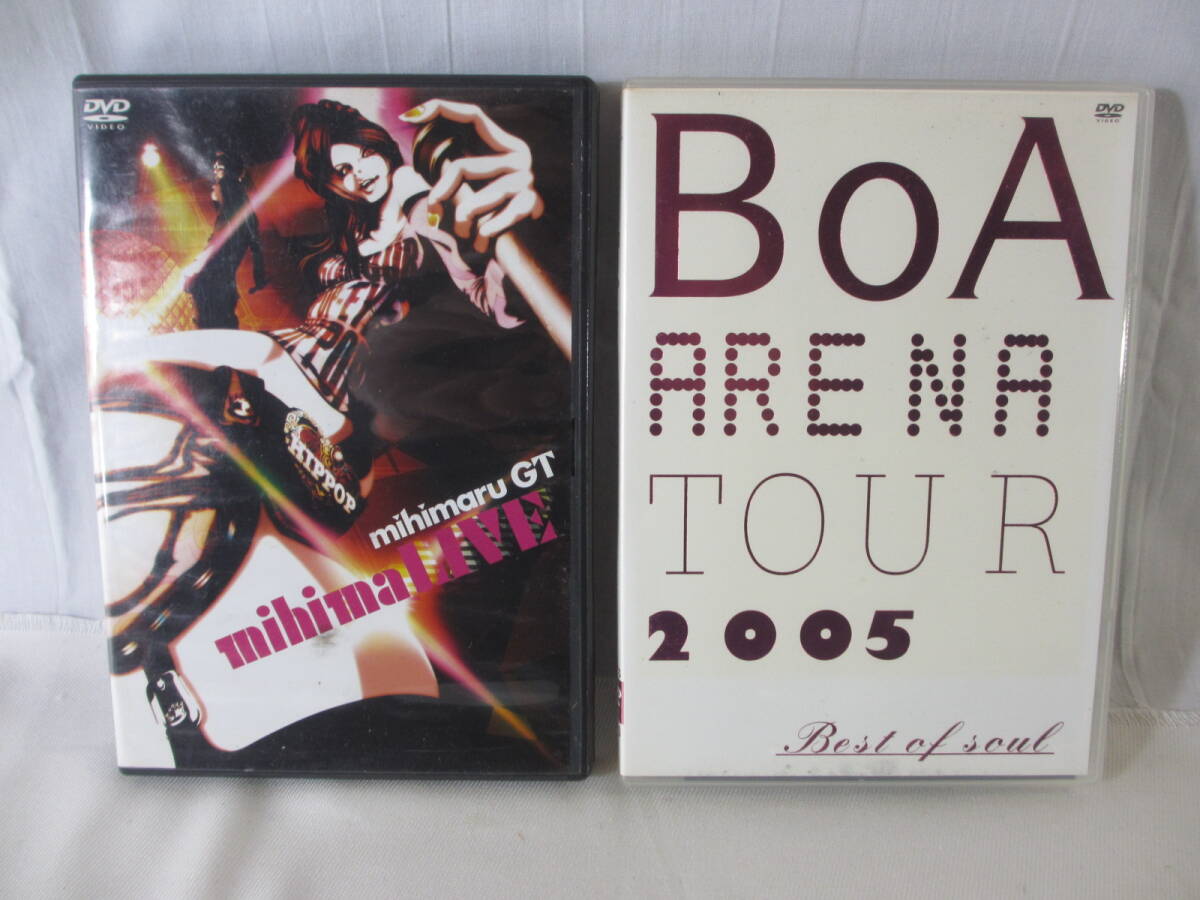 DVD
VIDEO
HIPPOP
mihimaru GT
mihimaLIVE
DVD
VIDEO
BoA
ARENA
TOUR
2005
Best of soul